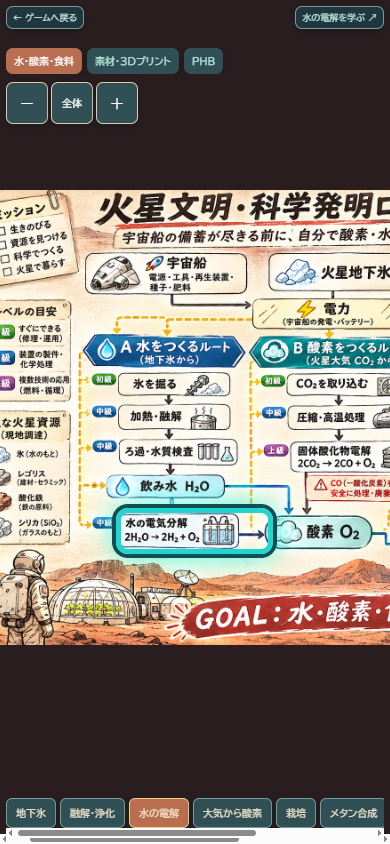 ← ゲームへ戻る
水の電解を学ぶ ↗
水・酸素・食料
素材・3Dプリント
PHB
－
全体
＋
ミッション
生きのびる
資源を見つける
科学でつくる
火星で暮らす
火星文明・科学発明
宇宙船の備蓄が尽きる前に、自分で酸素・水
宇宙船
電源・工具・再生装置・
種子・肥料
火星地下氷
電力
(宇宙船の発電・バッテリー)
ベルの目安
級
すぐにできる
(修理・運用)
級
装置の製作・
化学処理
級
複数技術の応用
(燃料・循環)
な火星資源
(現地調達)
氷(水のもと)
レゴリス
(建材・セラミック)
酸化鉄
(鉄の原料)
シリカ(SiO₂)
(ガラスのもと)
A 水をつくるルート
(地下氷から)
初級
氷を掘る
中級
加熱・融解
中級
ろ過・水質検査
飲み水 H₂O
中級
水の電気分解
2H₂O → 2H₂ + O₂
B 酸素をつくるル
(火星大気 CO₂ か
初級
CO₂を取り込む
中級
圧縮・高温処理
上級
固体酸化物電解
2CO₂ → 2CO + O₂
CO(一酸化炭素)
安全に処理・廃棄
酸素 O₂
GOAL:水・酸素・
地下氷
融解・浄化
水の電解
大気から酸素
栽培
メタン合成